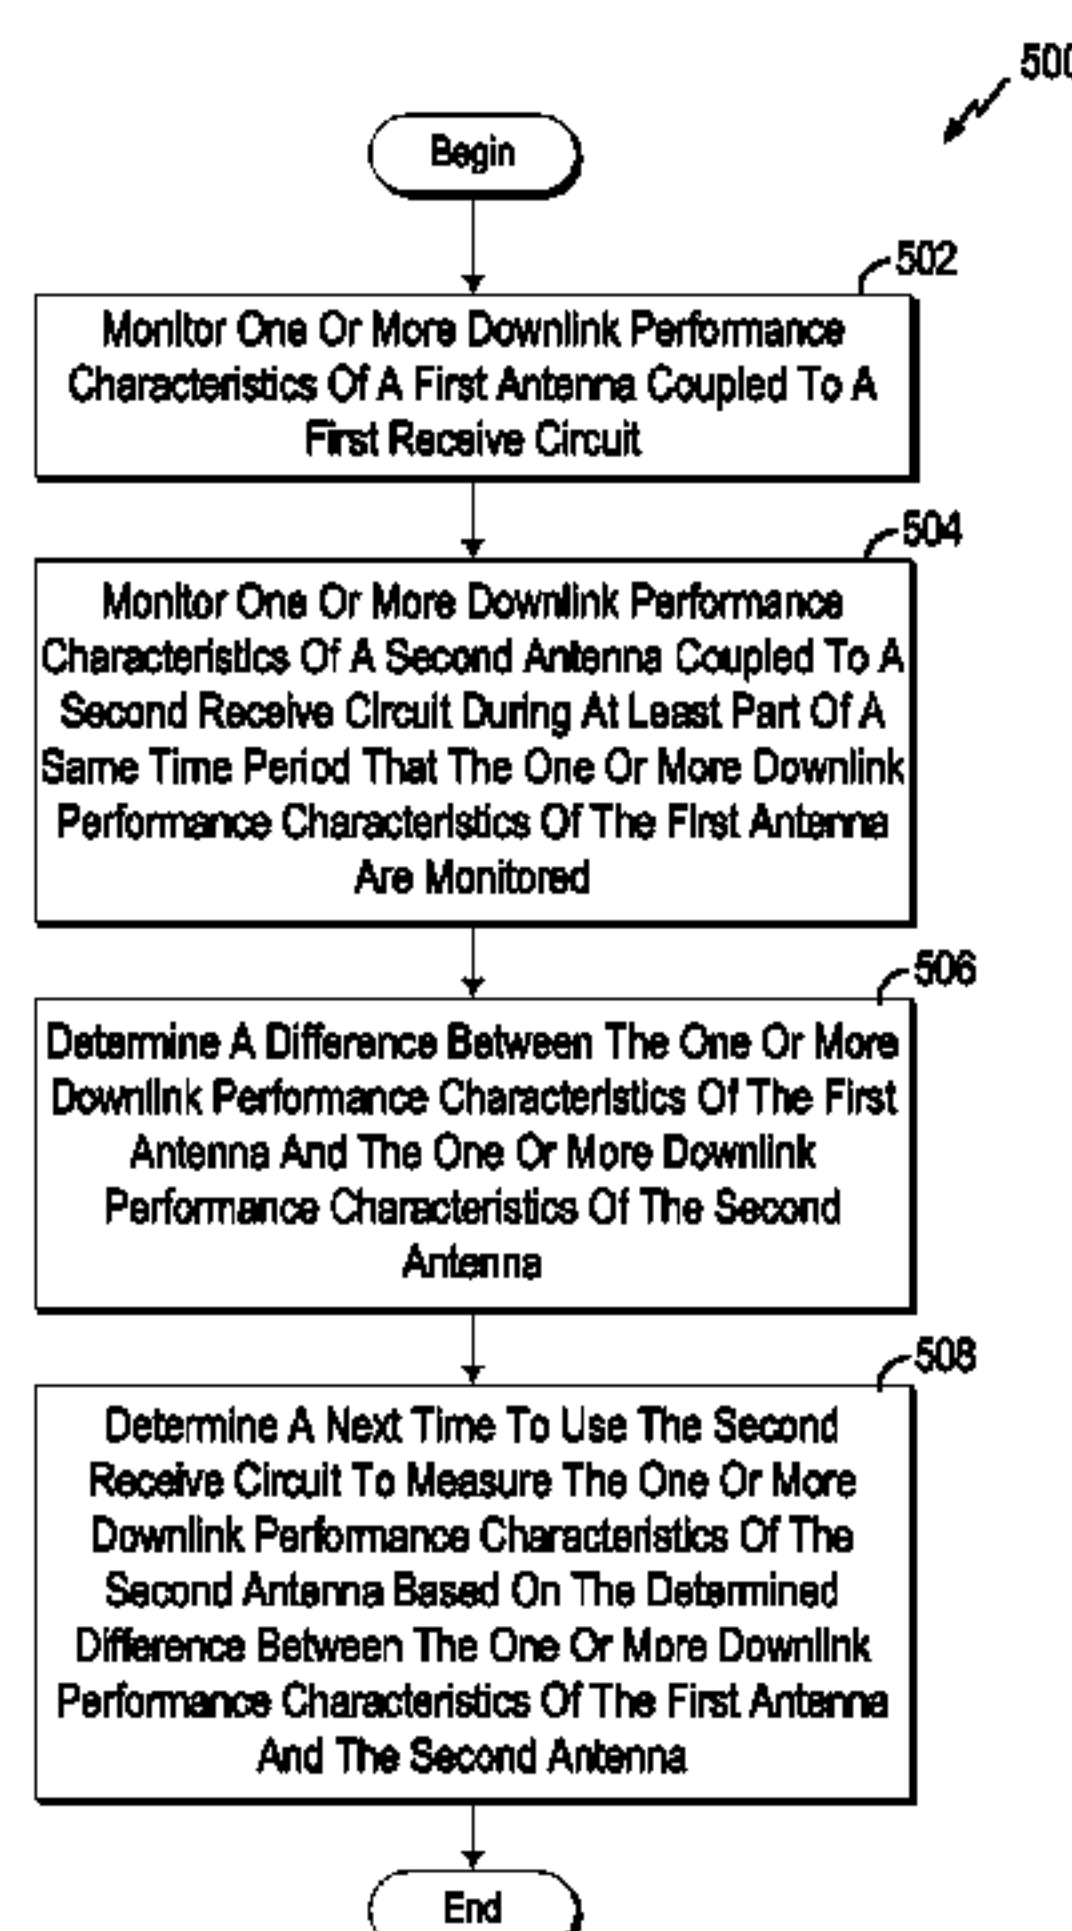 500
Begin
502
Monitor One Or More Downlink Performance
Characteristics Of A First Antenna Coupled To A
First Receive Circuit
504
Monitor One Or More Downlink Performance
Characteristics Of A Second Antenna Coupled To A
Second Receive Circuit During At Least Part Of A
Same Time Period That The One Or More Downlink
Performance Characteristics Of The First Antenna
Are Monitored
506
Determine A Difference Between The One Or More
Downlink Performance Characteristics Of The First
Antenna And The One Or More Downlink
Performance Characteristics Of The Second
Antenna
508
Determine A Next Time To Use The Second
Receive Circuit To Measure The One Or More
Downlink Performance Characteristics Of The
Second Antenna Based On The Determined
Difference Between The One Or More Downlink
Performance Characteristics Of The First Antenna
And The Second Antenna
End